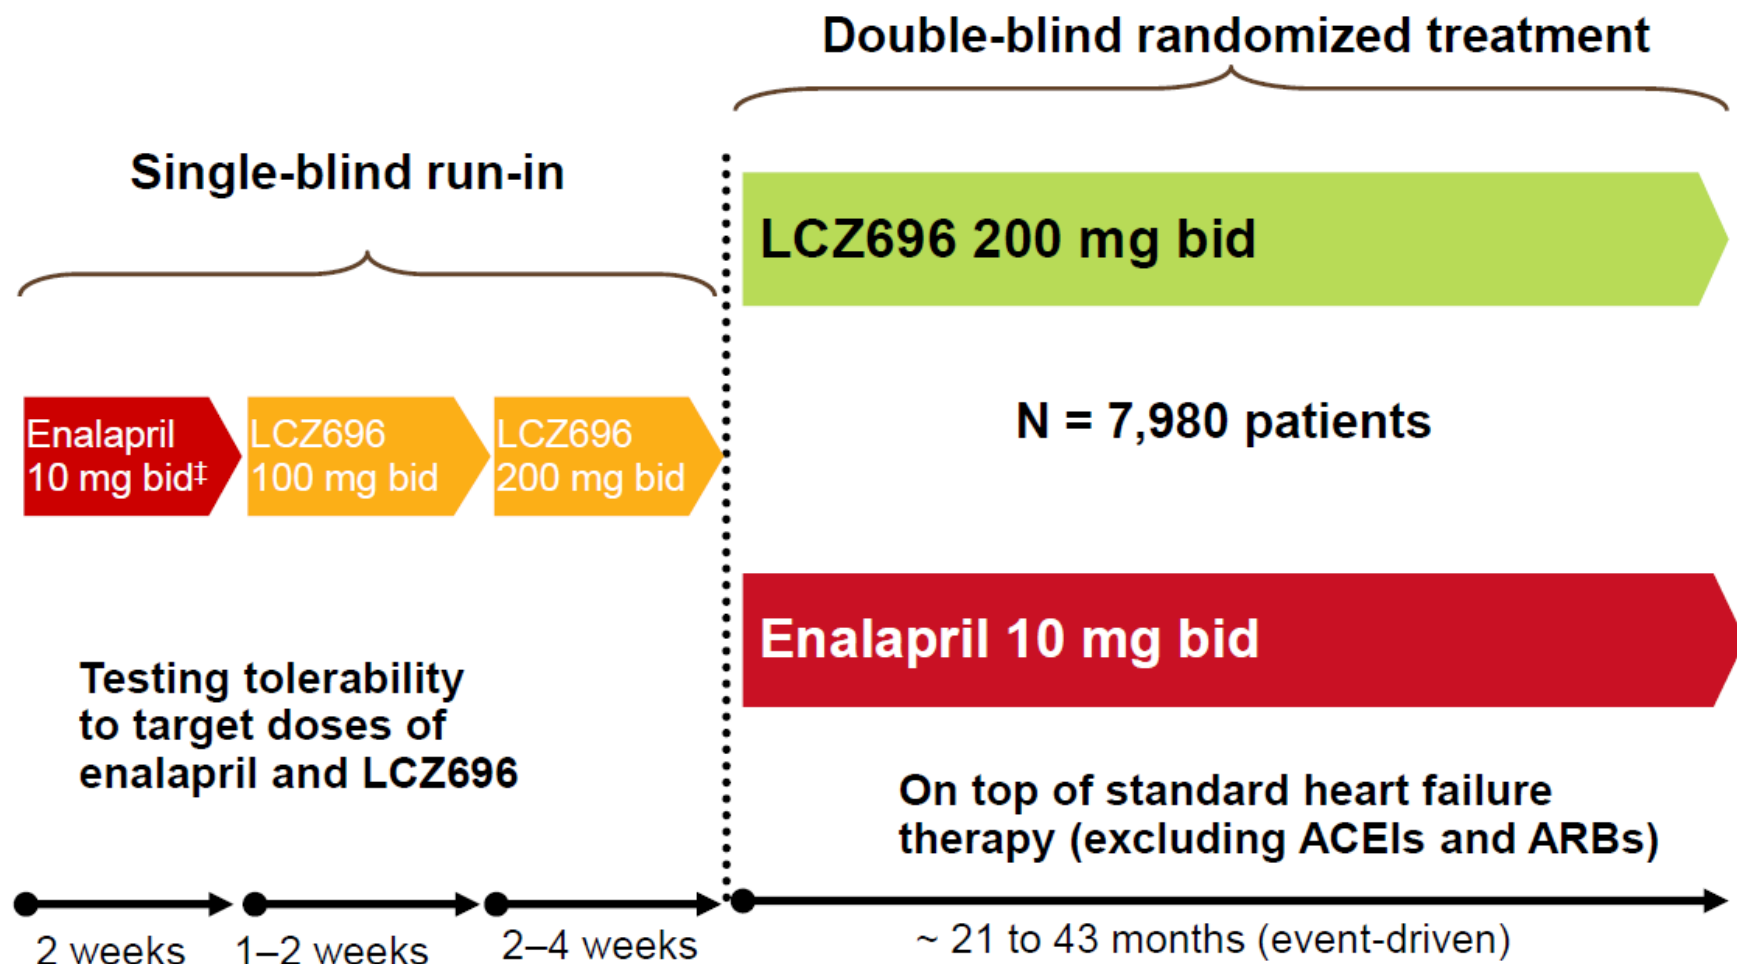 Double-blind randomized treatment
Single-blind run-in
LCZ696 200 mg bid
Enalapril
10 mg bid‡
LCZ696
100 mg bid
LCZ696
200 mg bid
N = 7,980 patients
Enalapril 10 mg bid
Testing tolerability
to target doses of
enalapril and LCZ696
On top of standard heart failure
therapy (excluding ACEIs and ARBs)
2 weeks
1–2 weeks
2–4 weeks
~ 21 to 43 months (event-driven)